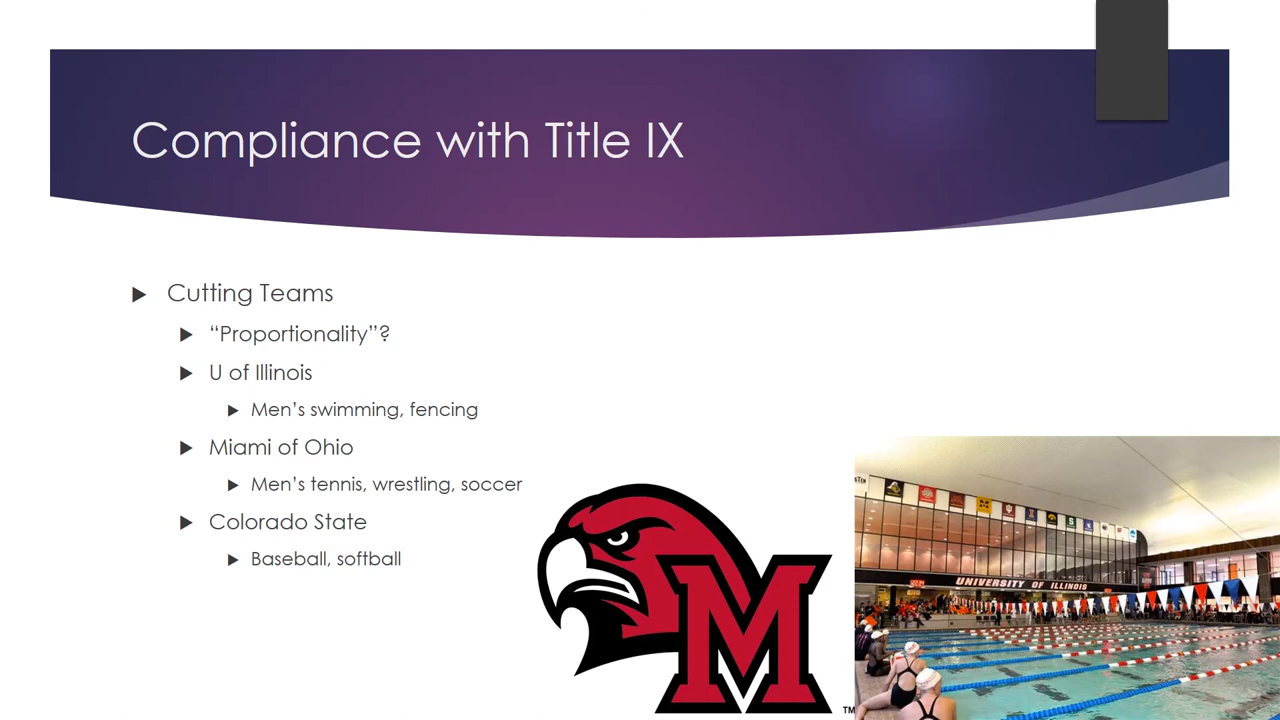 Compliance with Title IX
Cutting Teams
“Proportionality”?
U of Illinois
Men’s swimming, fencing
Miami of Ohio
Men’s tennis, wrestling, soccer
Colorado State
Baseball, softball
M
TM
UNIVERSITY OF ILLINOIS